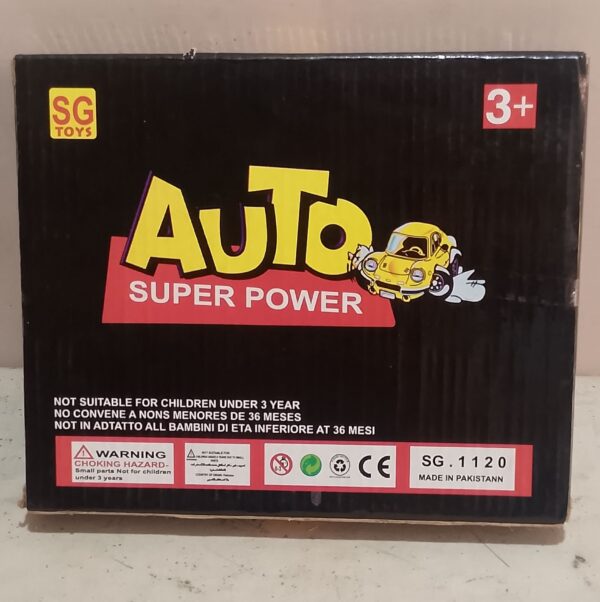 SG
TOYS
3+
AUTO
SUPER POWER
NOT SUITABLE FOR CHILDREN UNDER 3 YEAR
NO CONVENE A NONS MENORES DE 36 MESES
NOT IN ADTATTO ALL BAMBINI DI ETA INFERIORE AT 36 MESI
WARNING
CHOKING HAZARD-
Small parts Not for children
under 3 years
CE
SG.1120
MADE IN PAKISTANN